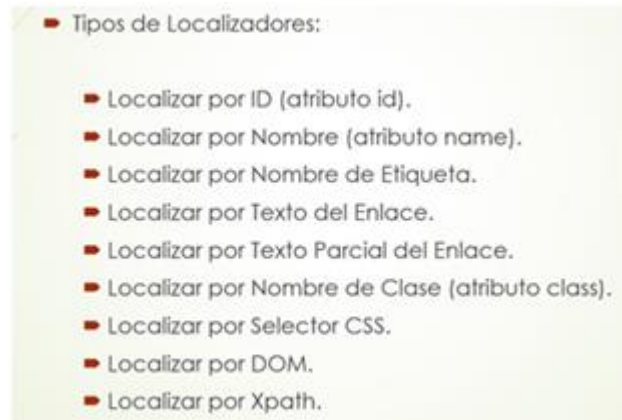 Tipos de Localizadores:
Localizar por ID (atributo id).
Localizar por Nombre (atributo name).
Localizar por Nombre de Etiqueta.
Localizar por Texto del Enlace.
Localizar por Texto Parcial del Enlace.
Localizar por Nombre de Clase (atributo class).
Localizar por Selector CSS.
Localizar por DOM.
Localizar por Xpath.